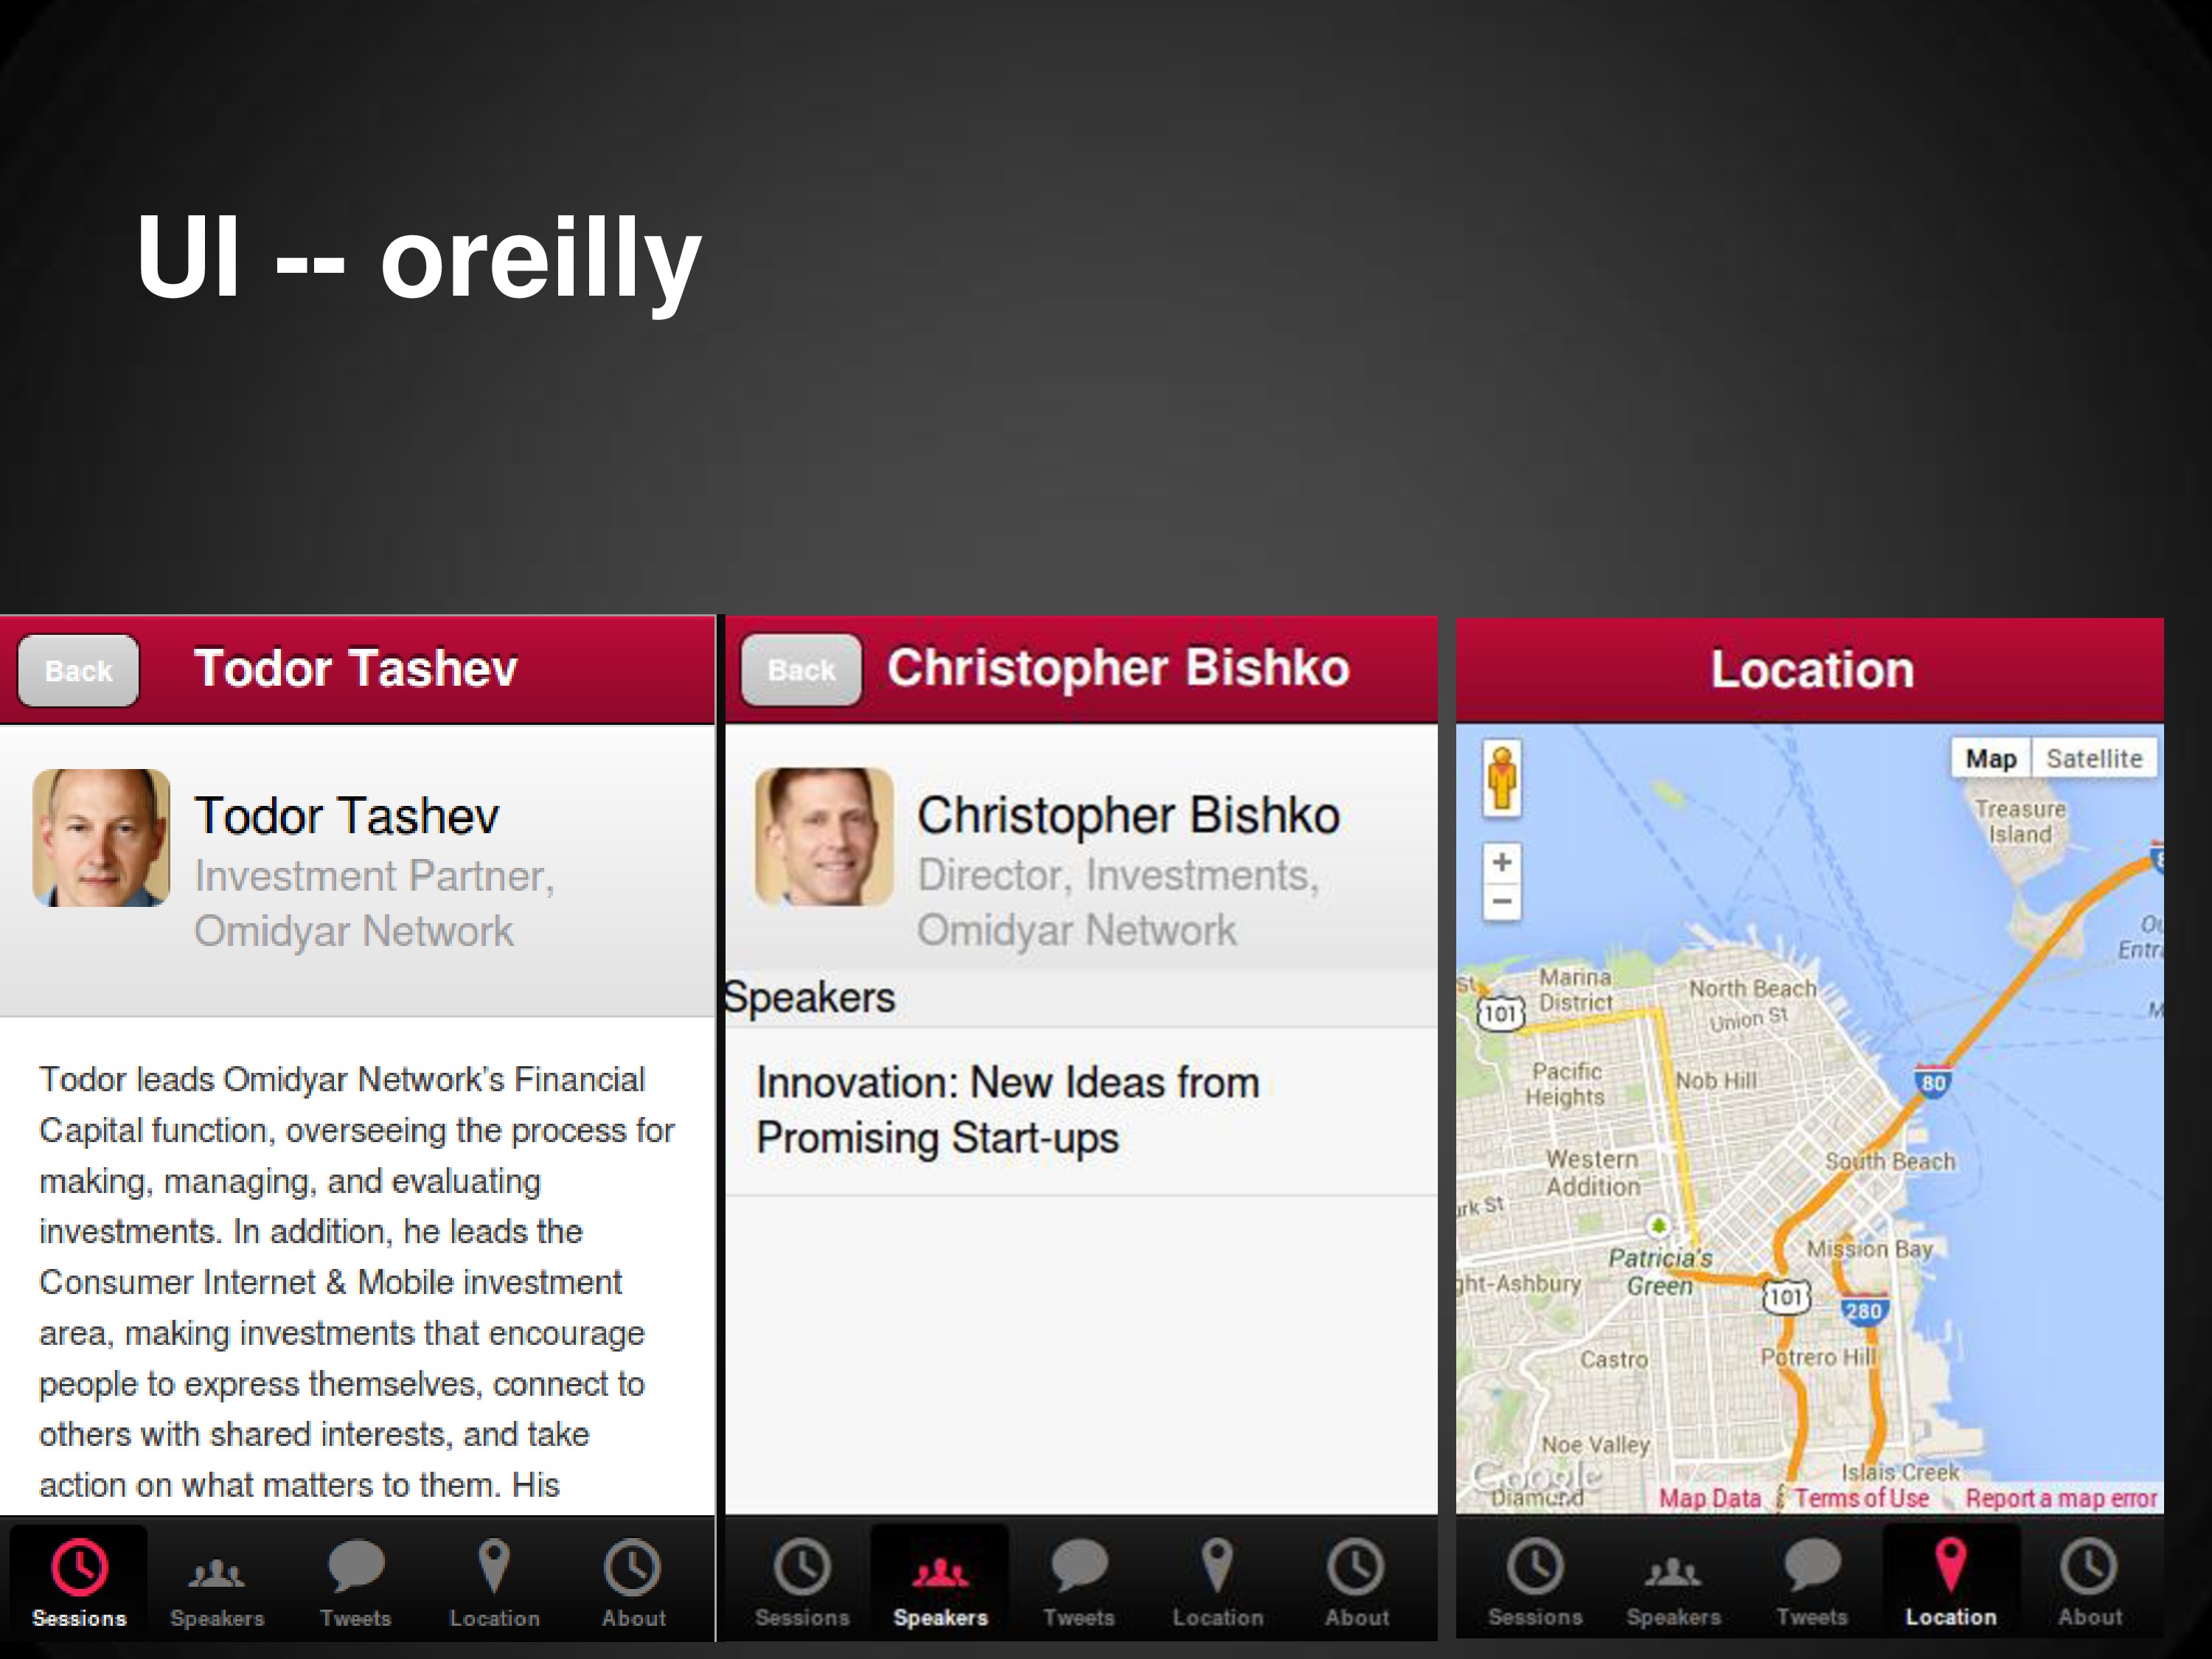 UI -- oreilly
Back
Todor Tashev
Todor Tashev
Investment Partner,
Omidyar Network
Todor leads Omidyar Network's Financial
Capital function, overseeing the process for
making, managing, and evaluating
investments. In addition, he leads the
Consumer Internet & Mobile investment
area, making investments that encourage
people to express themselves, connect to
others with shared interests, and take
action on what matters to them. His
Sessions
Speakers
Tweets
Location
About
Back
Christopher Bishko
Christopher Bishko
Director, Investments,
Omidyar Network
Speakers
Innovation: New Ideas from
Promising Start-ups
Sessions
Speakers
Tweets
Location
About
Location
Map
Satellite
Treasure
Island
+
−
Marina
District
101
North Beach
Union St
Pacific
Heights
Nob Hill
80
Western
Addition
South Beach
Patricia's
Green
Mission Bay
ght-Ashbury
101
280
Castro
Potrero Hill
Noe Valley
Google
Islais Creek
Map Data
Terms of Use
Report a map error
Sessions
Speakers
Tweets
Location
About